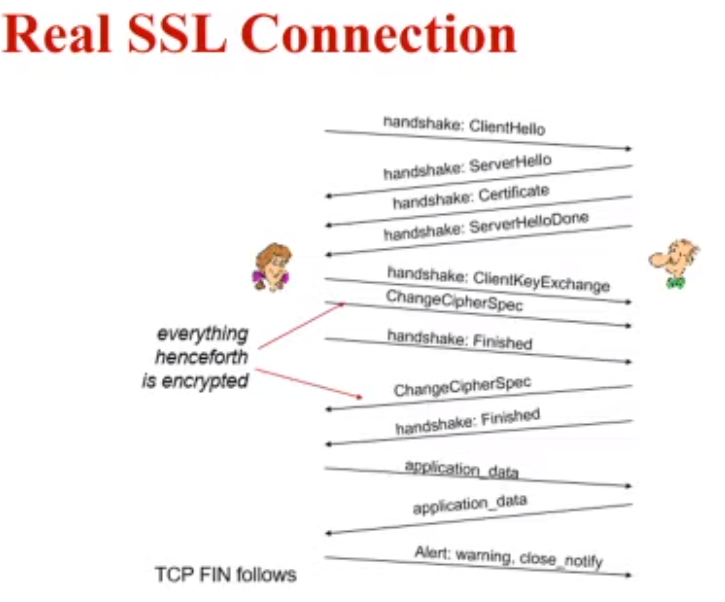 Real SSL Connection
handshake: ClientHello
handshake: ServerHello
handshake: Certificate
handshake: ServerHelloDone
handshake: ClientKeyExchange
ChangeCipherSpec
everything
henceforth
is encrypted
handshake: Finished
ChangeCipherSpec
handshake: Finished
application_data
application_data
Alert: warning, close_notify
TCP FIN follows